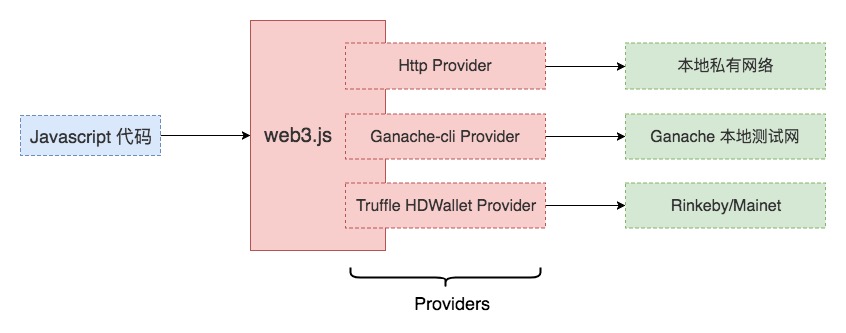 Javascript 代码
web3.js
Http Provider
本地私有网络
Ganache-cli Provider
Ganache 本地测试网
Truffle HDWallet Provider
Rinkeby/Mainet
Providers